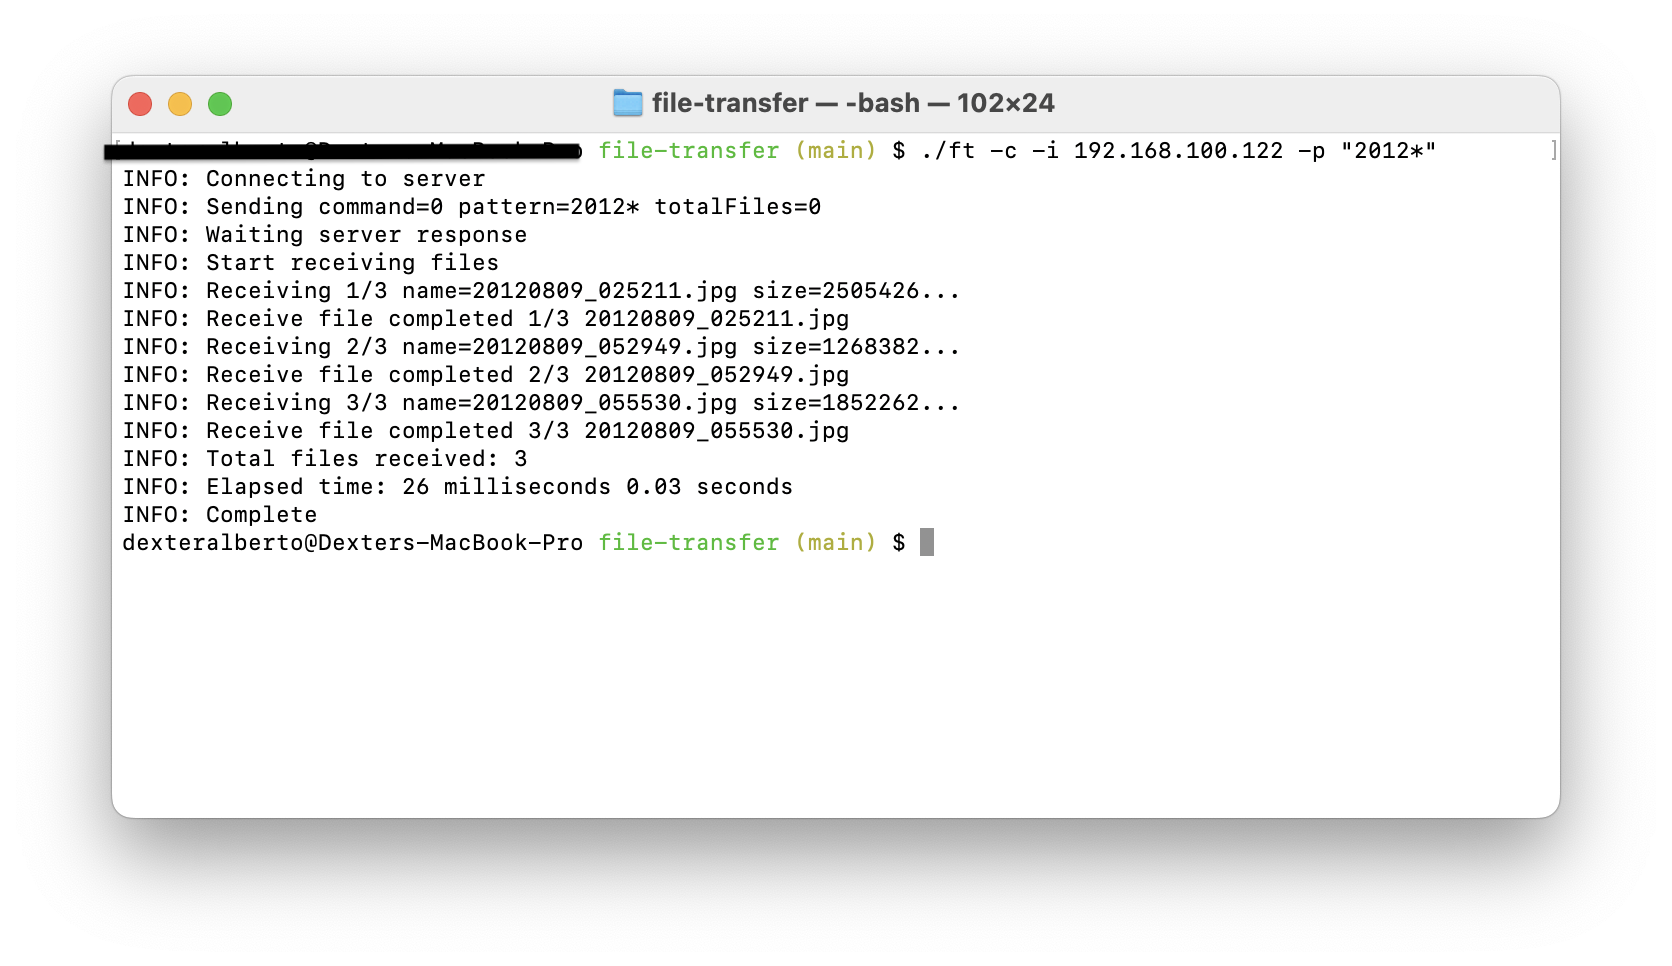 file-transfer — -bash — 102×24
file-transfer (main) $ ./ft -c -i 192.168.100.122 -p "2012*"
INFO: Connecting to server
INFO: Sending command=0 pattern=2012* totalFiles=0
INFO: Waiting server response
INFO: Start receiving files
INFO: Receiving 1/3 name=20120809_025211.jpg size=2505426...
INFO: Receive file completed 1/3 20120809_025211.jpg
INFO: Receiving 2/3 name=20120809_052949.jpg size=1268382...
INFO: Receive file completed 2/3 20120809_052949.jpg
INFO: Receiving 3/3 name=20120809_055530.jpg size=1852262...
INFO: Receive file completed 3/3 20120809_055530.jpg
INFO: Total files received: 3
INFO: Elapsed time: 26 milliseconds 0.03 seconds
INFO: Complete
dexteralberto@Dexters-MacBook-Pro file-transfer (main) $